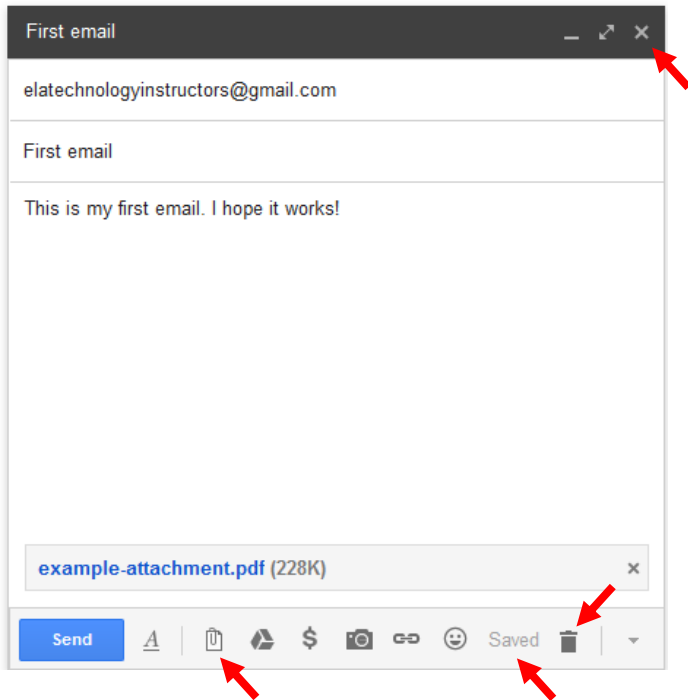 First email
elatechnologyinstructors@gmail.com
First email
This is my first email. I hope it works!
example-attachment.pdf (228K)
Send A $ Saved